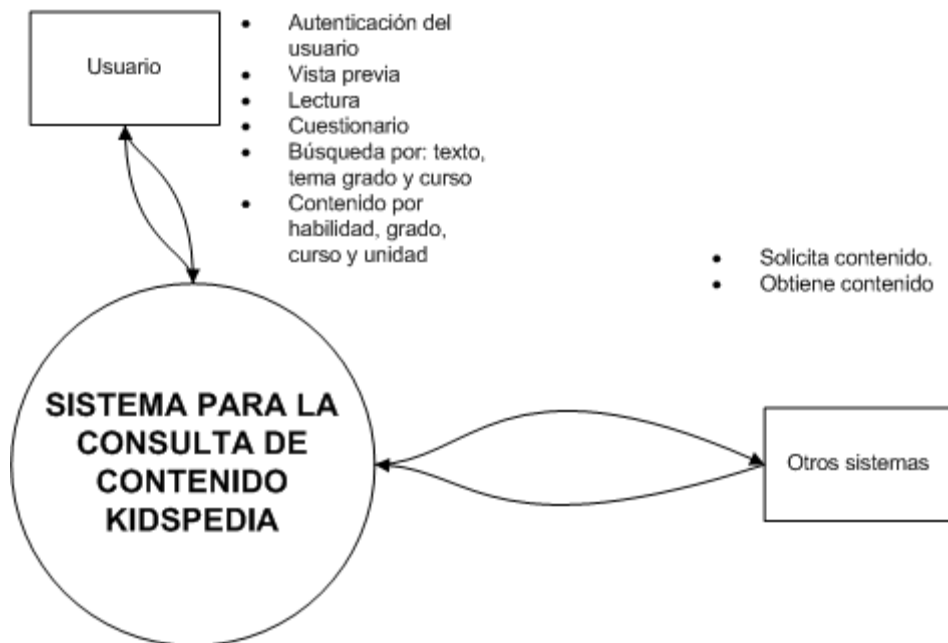 Usuario
• Autenticación del
usuario
• Vista previa
• Lectura
• Cuestionario
• Búsqueda por: texto,
tema grado y curso
• Contenido por
habilidad, grado,
curso y unidad
• Solicita contenido.
• Obtiene contenido
SISTEMA PARA LA
CONSULTA DE
CONTENIDO
KIDSPEDIA
Otros sistemas